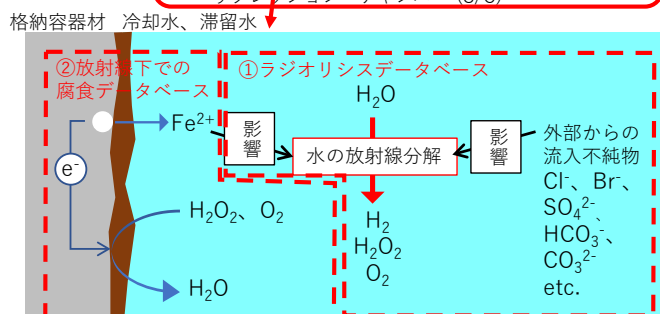 (S/C)
格納容器材 冷却水、滞留水
②放射線下での
腐食データベース
①ラジオリシスデータベース
H₂O
Fe²⁺
影響
水の放射線分解
影響
外部からの
流入不純物
Cl⁻、Br⁻、
SO₄²⁻、
HCO₃⁻、
CO₃²⁻
etc.
e⁻
H₂O₂、O₂
H₂O
H₂
H₂O₂
O₂